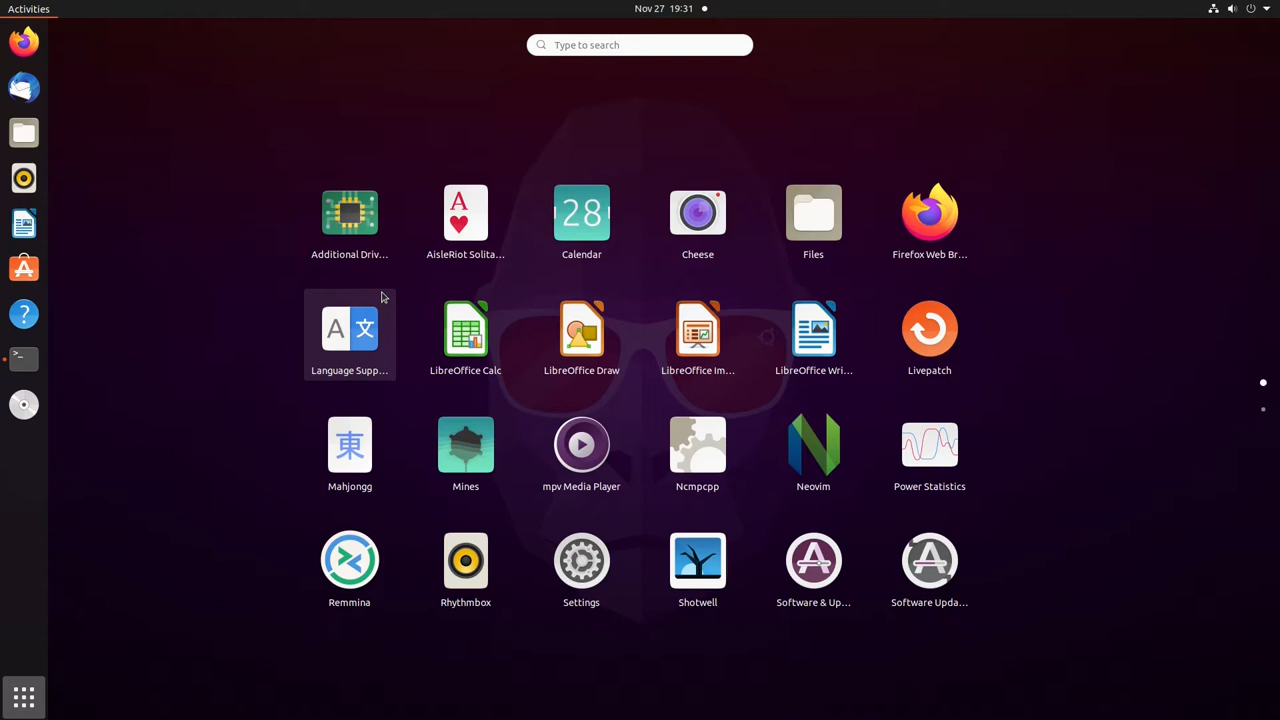 Activities
Nov 27 19:31
Type to search
Additional Driv...
AisleRiot Solita...
28
Calendar
Cheese
Files
Firefox Web Br...
A 文
Language Supp...
LibreOffice Calc
LibreOffice Draw
LibreOffice Im...
LibreOffice Wri...
Livepatch
東
Mahjongg
Mines
mpv Media Player
Ncmpcpp
Neovim
Power Statistics
Remmina
Rhythmbox
Settings
Shotwell
Software & Up...
Software Upda...